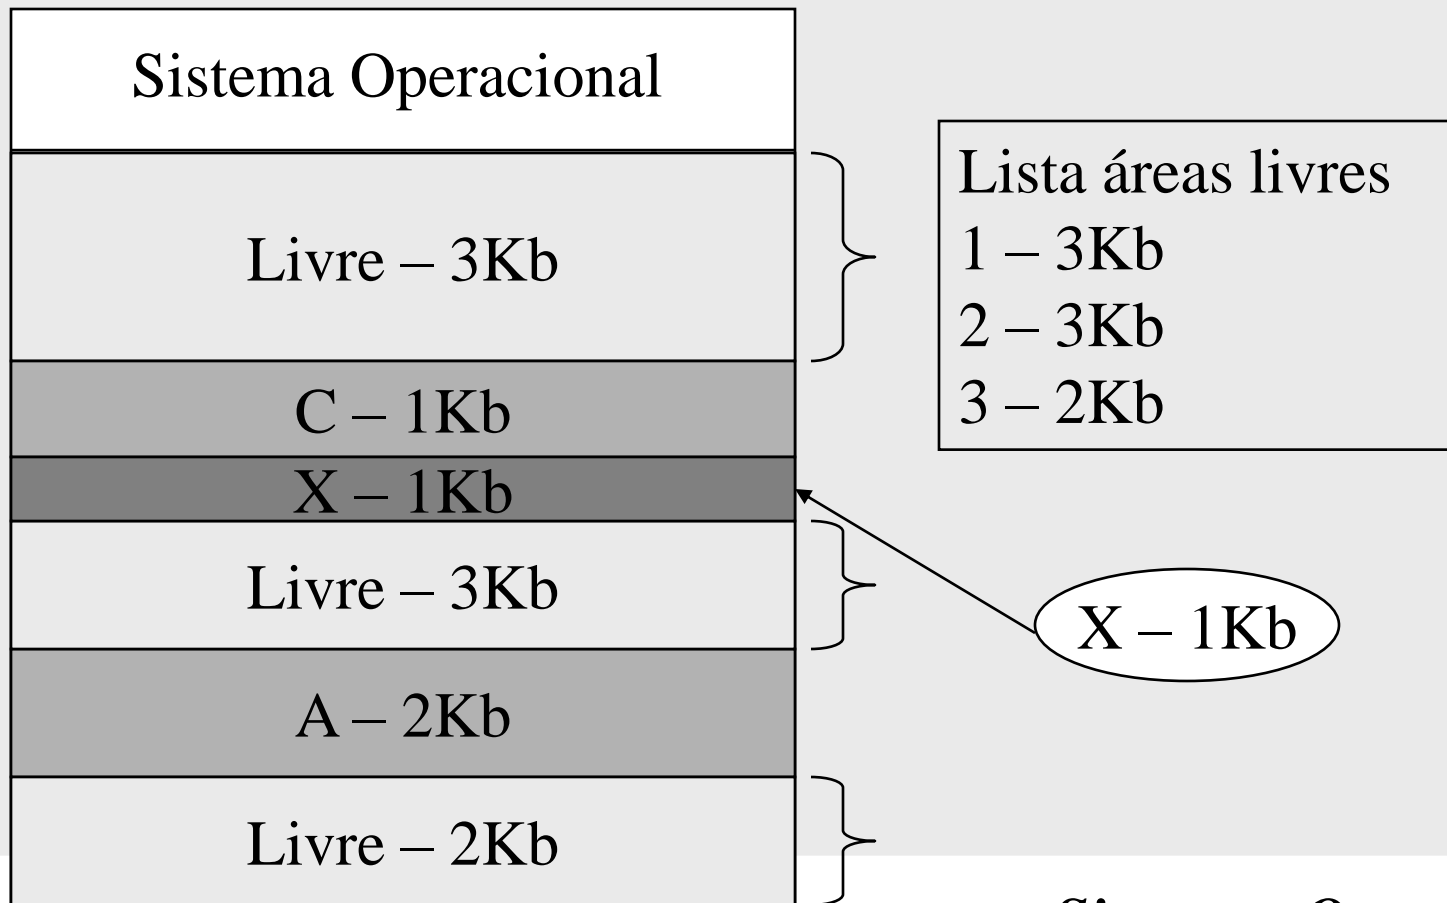 Sistema Operacional
Livre – 3Kb
C – 1Kb
X – 1Kb
Livre – 3Kb
A – 2Kb
Livre – 2Kb
Lista áreas livres
1 – 3Kb
2 – 3Kb
3 – 2Kb
X – 1Kb